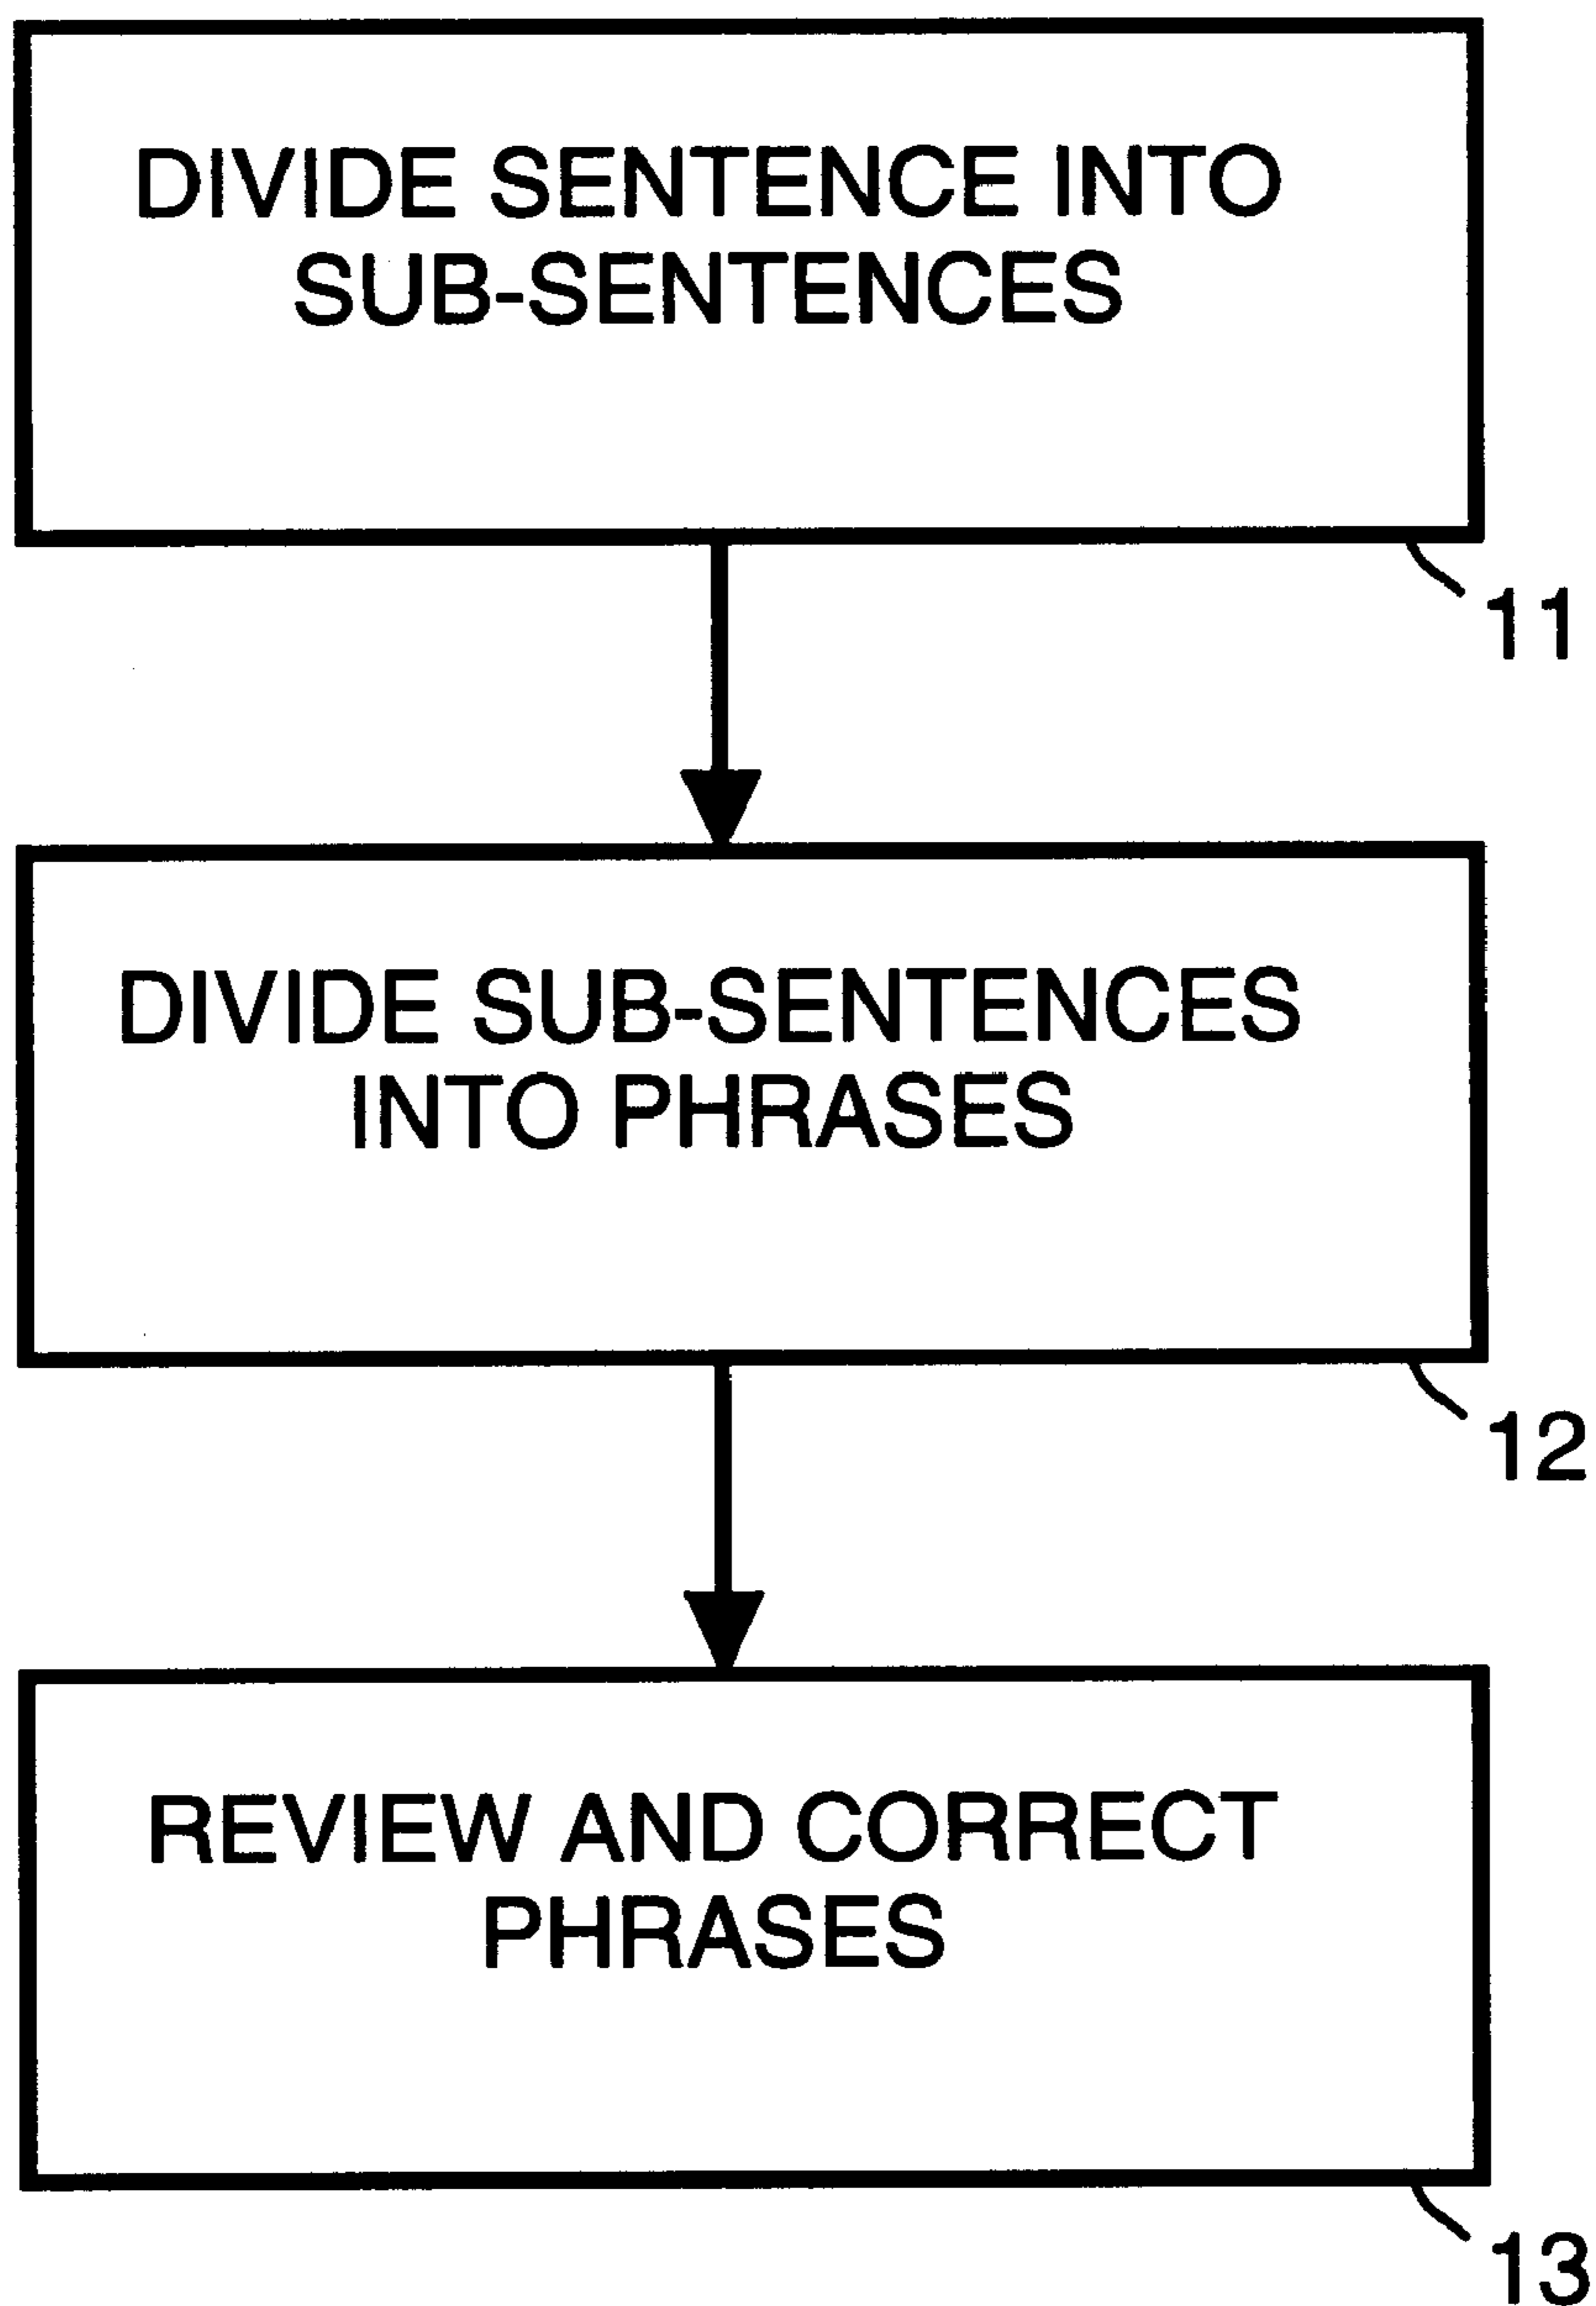 DIVIDE SENTENCE INTO
SUB-SENTENCES
11
DIVIDE SUB-SENTENCES
INTO PHRASES
12
REVIEW AND CORRECT
PHRASES
13